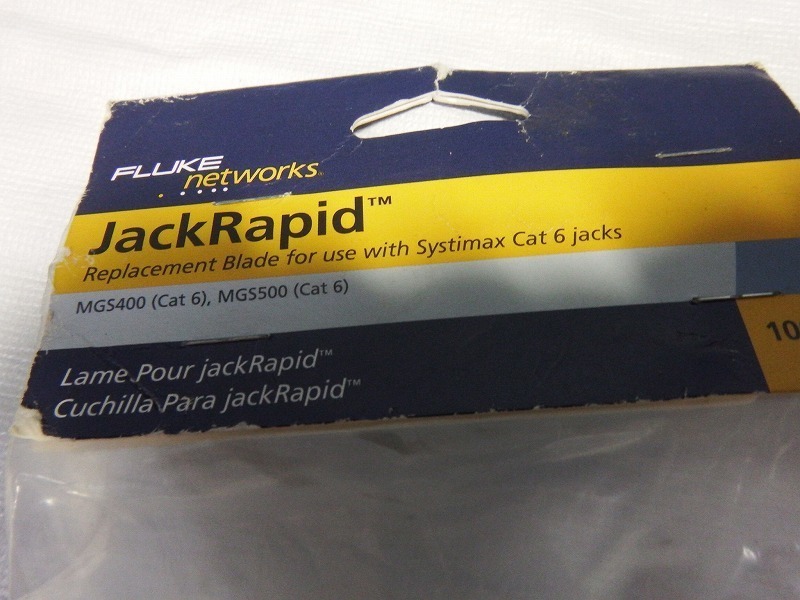 FLUKE
networks®
JackRapid™
Replacement Blade for use with Systimax Cat 6 jacks
MGS400 (Cat 6), MGS500 (Cat 6)
Lame Pour jackRapid™
Cuchilla Para jackRapid™
10